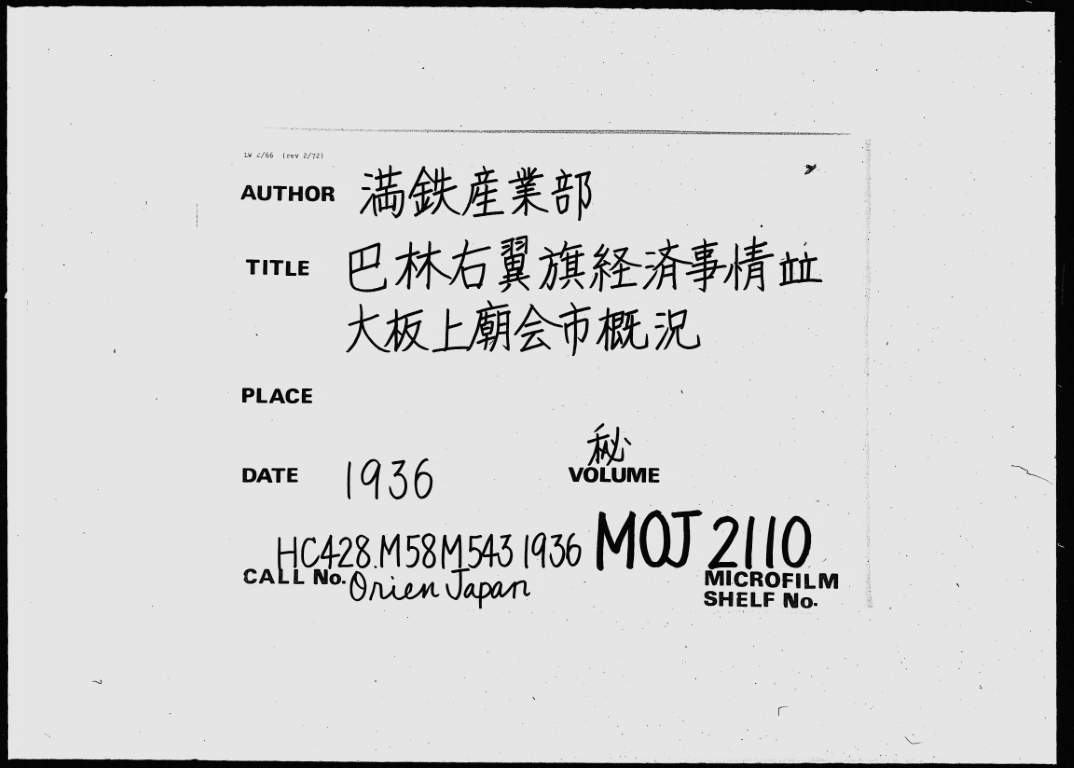 LW 2/66 (rev 2/72)
AUTHOR 満鉄産業部
TITLE 巴林右翼旗経済事情並
大板上廟会市概況
PLACE
秘
DATE 1936 VOLUME
HC428.M58M543 1936 MOJ 2110
CALL No. Orien Japan MICROFILM
SHELF No.